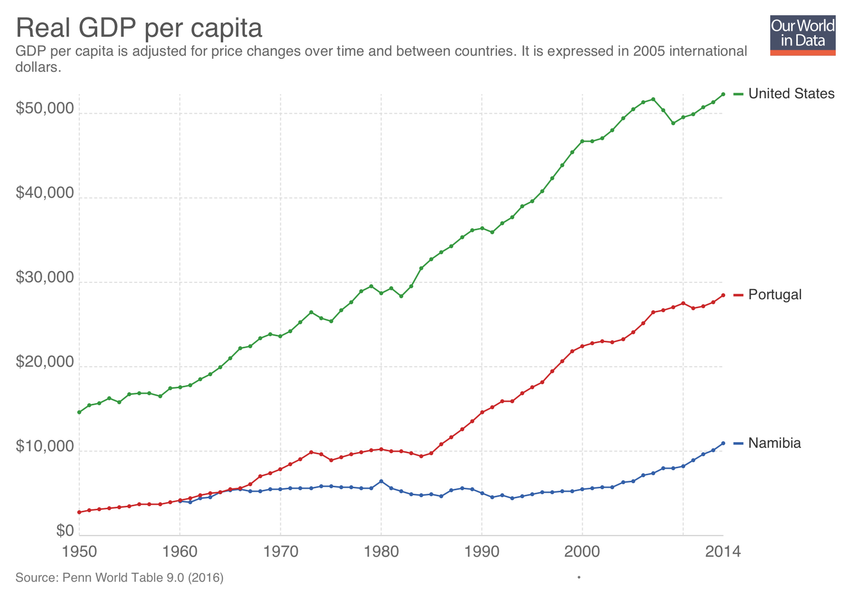 Real GDP per capita
GDP per capita is adjusted for price changes over time and between countries. It is expressed in 2005 international
dollars.
Our World
in Data
$50,000
$40,000
$30,000
$20,000
$10,000
$0
United States
Portugal
Namibia
1950
1960
1970
1980
1990
2000
2014
Source: Penn World Table 9.0 (2016)